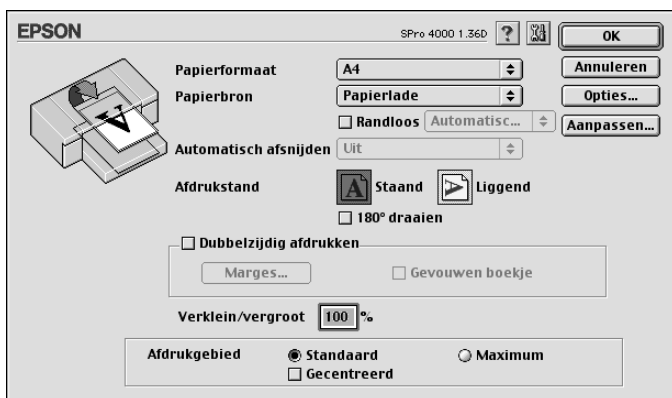 EPSON SPro 4000 1.36D ? OK
Papierformaat A4 Annuleren
Papierbron Papierlade Opties...
Randloos Automatisc... Aanpassen...
Automatisch afsnijden Uit
Afdrukstand A Staand A Liggend
180° draaien
Dubbelzijdig afdrukken
Marges... Gevouwen boekje
Verklein/vergroot 100 %
Afdrukgebied Standaard Maximum
Gecentreerd